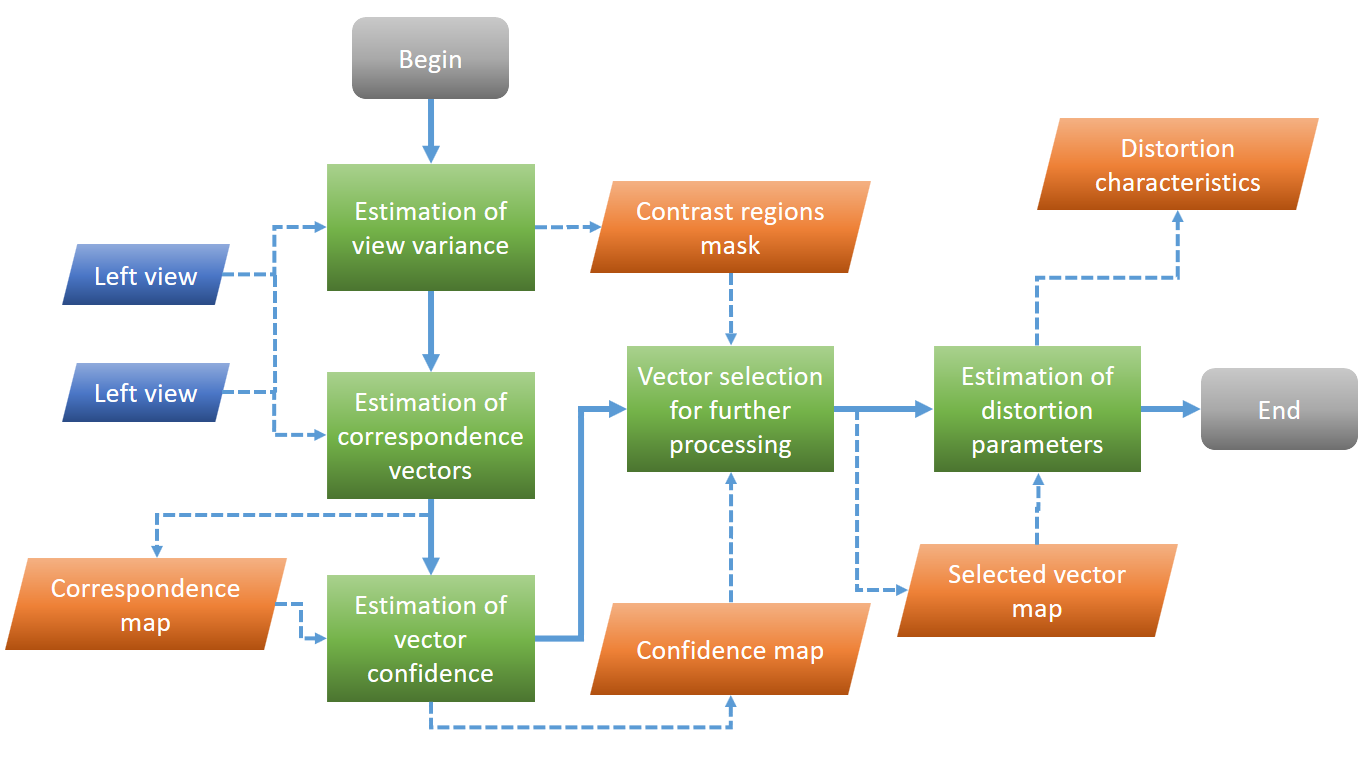 Begin
Estimation of
view variance
Contrast regions
mask
Distortion
characteristics
Left view
Left view
Estimation of
correspondence
vectors
Vector selection
for further
processing
Estimation of
distortion
parameters
End
Correspondence
map
Estimation of
vector
confidence
Confidence map
Selected vector
map